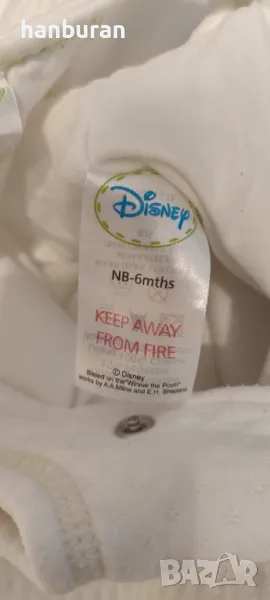 hanburan
Disney
NB-6mths
KEEP AWAY
FROM FIRE
© Disney
Based on the "Winnie the Pooh"
works by A.A. Milne and E.H. Shepard
BAZAR